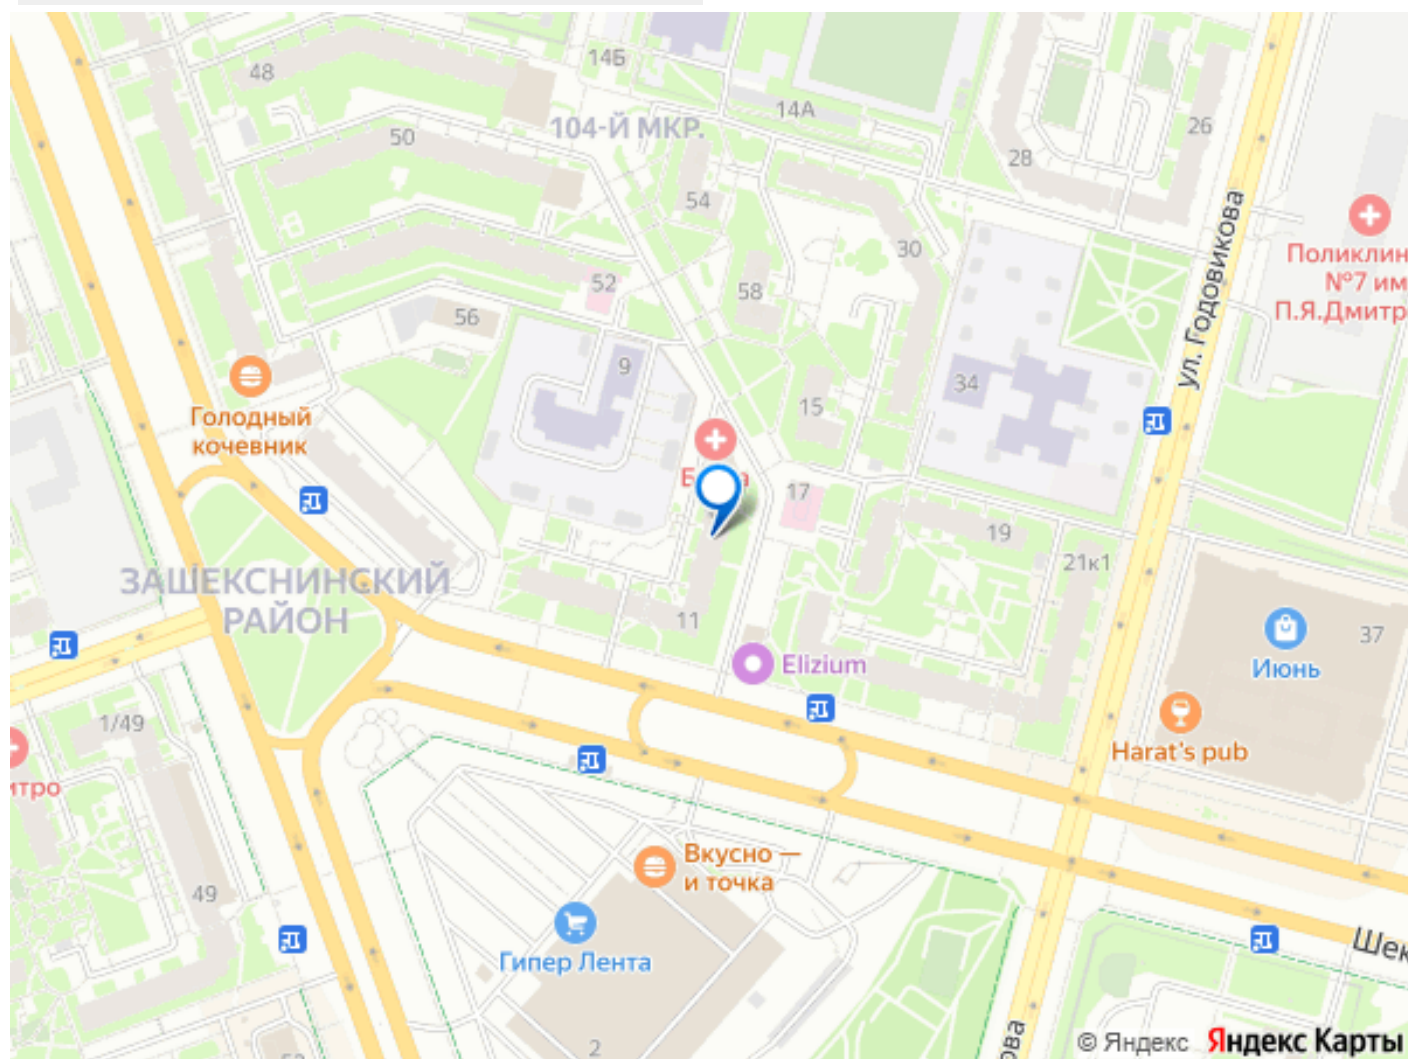 48
14Б
14А
26
50
104-Й МКР.
28
54
ул. Годовикова
30
Поликлин
№7 им
П.Я.Дмитр
52
58
56
9
34
15
Голодный
кочевник
17
19
21к1
ЗАШЕКСНИНСКИЙ
РАЙОН
11
37
Elizium
Июнь
1/49
Harat's pub
итро
Вкусно —
и точка
49
Гипер Лента
Шек
2
ова
© Яндекс Яндекс Карты